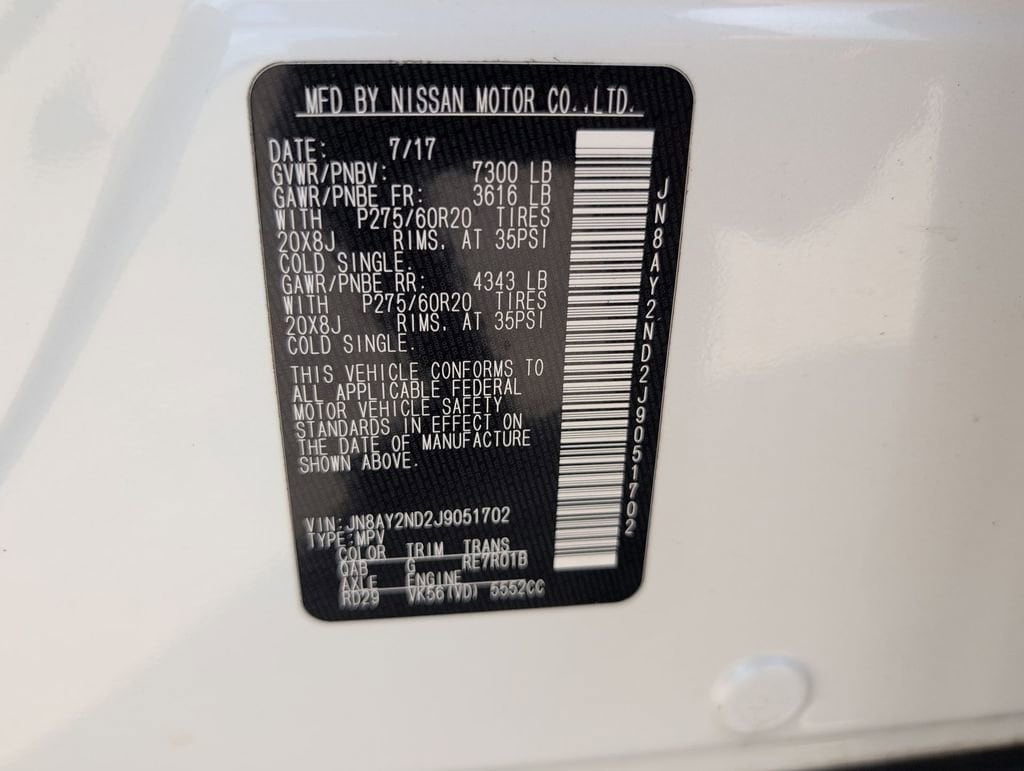 MFD BY NISSAN MOTOR CO.,LTD.
DATE: 7/17
GVWR/PNBV: 7300 LB
GAWR/PNBE FR: 3616 LB
WITH P275/60R20 TIRES
20X8J RIMS, AT 35PSI
COLD SINGLE.
GAWR/PNBE RR: 4343 LB
WITH P275/60R20 TIRES
20X8J RIMS, AT 35PSI
COLD SINGLE.
THIS VEHICLE CONFORMS TO
ALL APPLICABLE FEDERAL
MOTOR VEHICLE SAFETY
STANDARDS IN EFFECT ON
THE DATE OF MANUFACTURE
SHOWN ABOVE.
VIN:JN8AY2ND2J9051702
TYPE:MPV
COLOR TRIM TRANS
QAB G RE7R01B
AXLE ENGINE
RD29 VK56(VD) 5552CC
JN8AY2ND2J9051702